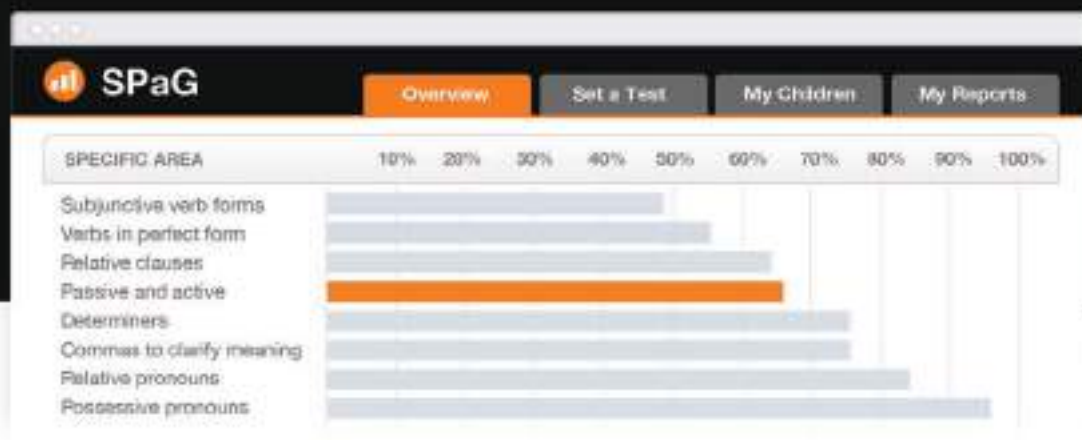 SPaG
Overview Set a Test My Children My Reports
SPECIFIC AREA 10% 20% 30% 40% 50% 60% 70% 80% 90% 100%
Subjunctive verb forms
Verbs in perfect form
Relative clauses
Passive and active
Determiners
Commas to clarify meaning
Relative pronouns
Possessive pronouns